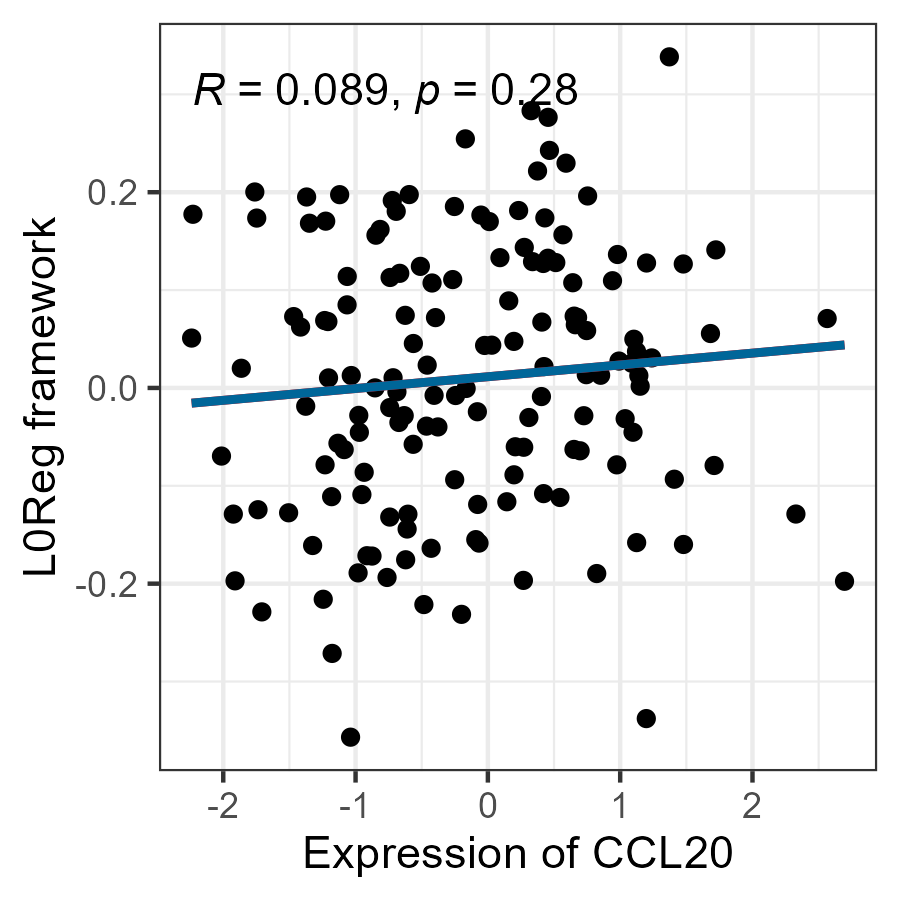 R = 0.089, p = 0.28
0.2
0.0
-0.2
L0Reg framework
-2 -1 0 1 2
Expression of CCL20